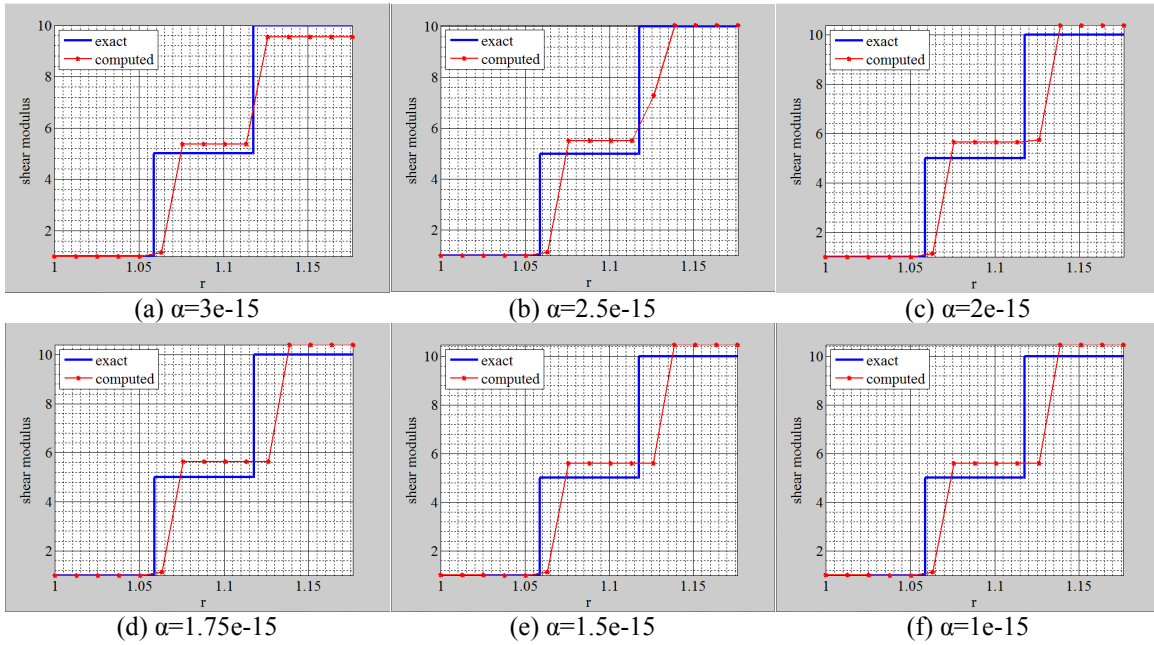 10
8
6
4
2
shear modulus
exact
computed
1
1.05
1.1
1.15
r
(a) α=3e-15
10
8
6
4
2
shear modulus
exact
computed
1
1.05
1.1
1.15
r
(b) α=2.5e-15
10
8
6
4
2
shear modulus
exact
computed
1
1.05
1.1
1.15
r
(c) α=2e-15
10
8
6
4
2
shear modulus
exact
computed
1
1.05
1.1
1.15
r
(d) α=1.75e-15
10
8
6
4
2
shear modulus
exact
computed
1
1.05
1.1
1.15
r
(e) α=1.5e-15
10
8
6
4
2
shear modulus
exact
computed
1
1.05
1.1
1.15
r
(f) α=1e-15